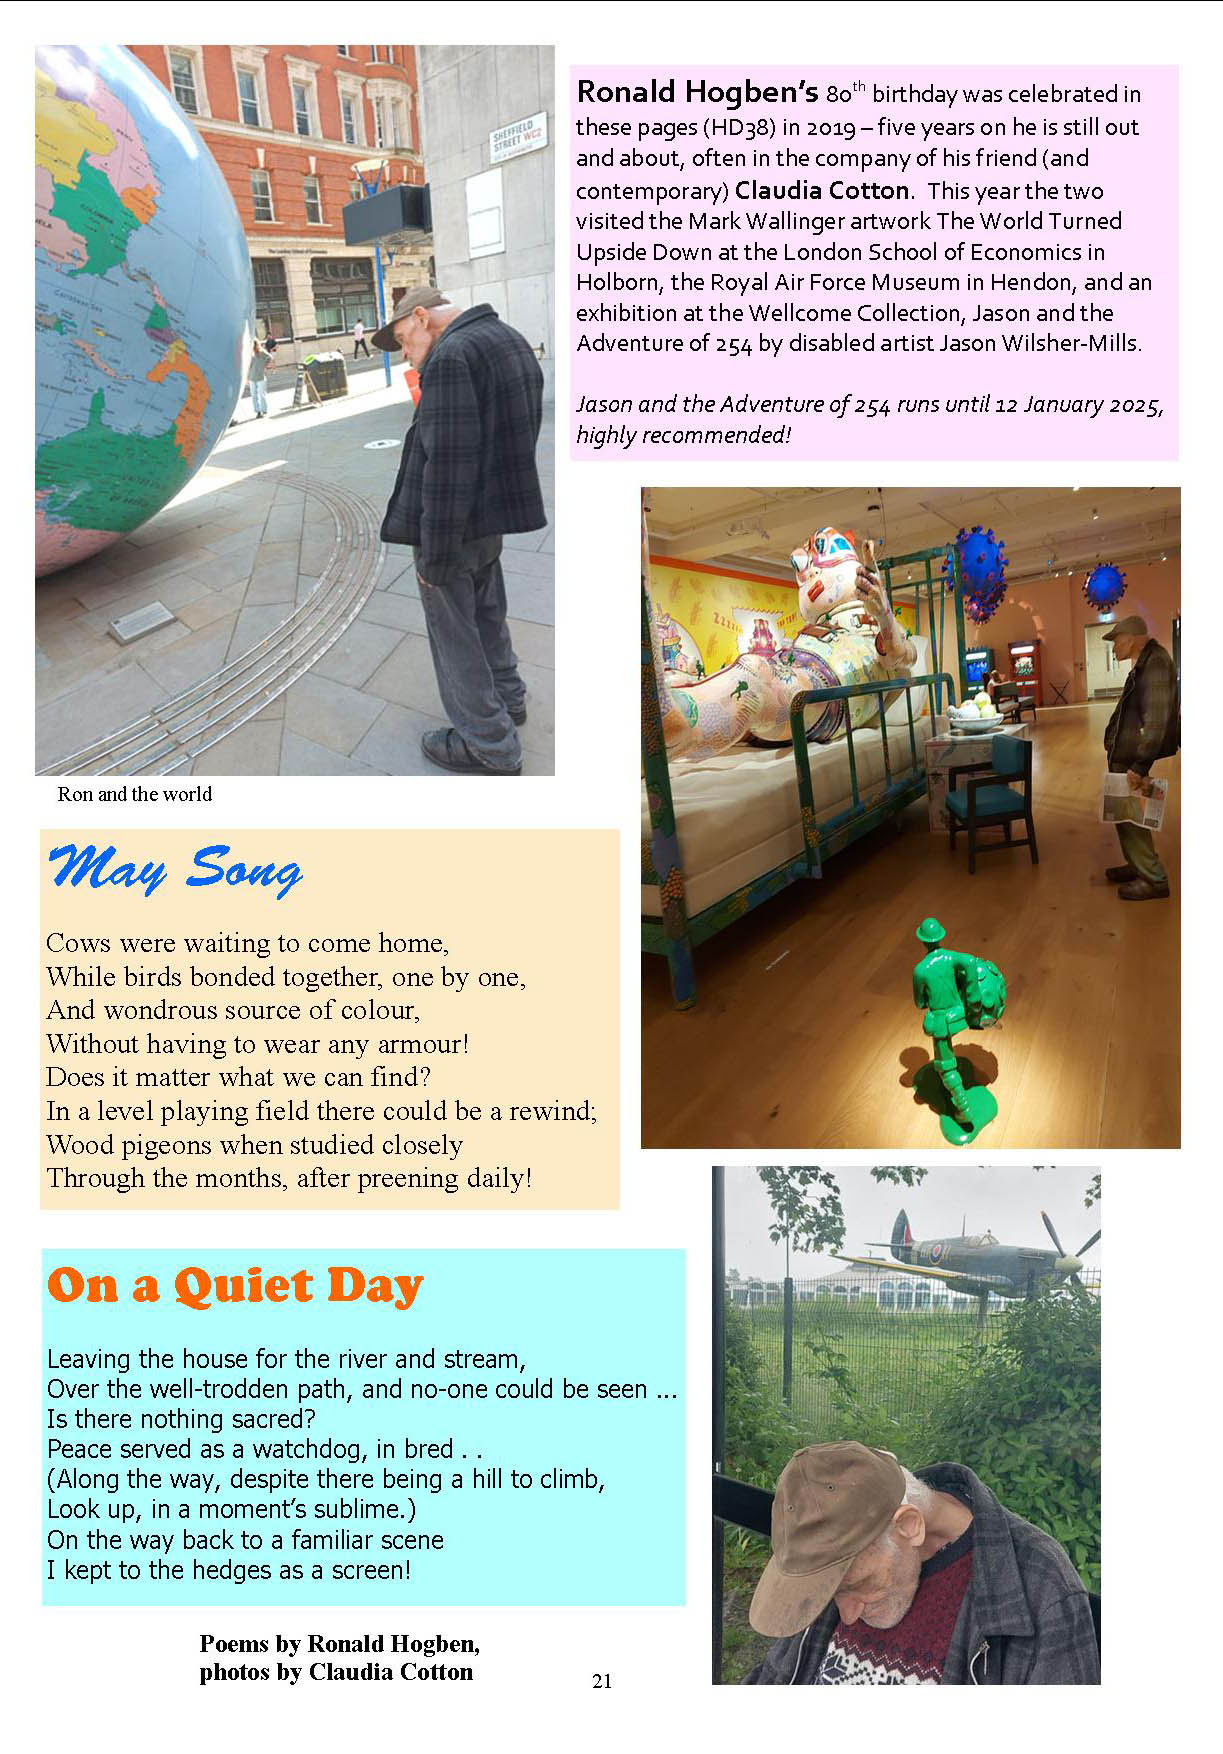 SHEFFIELD
STREET WC2
Ron and the world
Ronald Hogben’s 80th birthday was celebrated in
these pages (HD38) in 2019 – five years on he is still out
and about, often in the company of his friend (and
contemporary) Claudia Cotton.  This year the two
visited the Mark Wallinger artwork The World Turned
Upside Down at the London School of Economics in
Holborn, the Royal Air Force Museum in Hendon, and an
exhibition at the Wellcome Collection, Jason and the
Adventure of 254 by disabled artist Jason Wilsher-Mills.
Jason and the Adventure of 254 runs until 12 January 2025,
highly recommended!
May Song
Cows were waiting to come home,
While birds bonded together, one by one,
And wondrous source of colour,
Without having to wear any armour!
Does it matter what we can find?
In a level playing field there could be a rewind;
Wood pigeons when studied closely
Through the months, after preening daily!
On a Quiet Day
Leaving the house for the river and stream,
Over the well-trodden path, and no-one could be seen ...
Is there nothing sacred?
Peace served as a watchdog, in bred . .
(Along the way, despite there being a hill to climb,
Look up, in a moment’s sublime.)
On the way back to a familiar scene
I kept to the hedges as a screen!
Poems by Ronald Hogben,
photos by Claudia Cotton
21